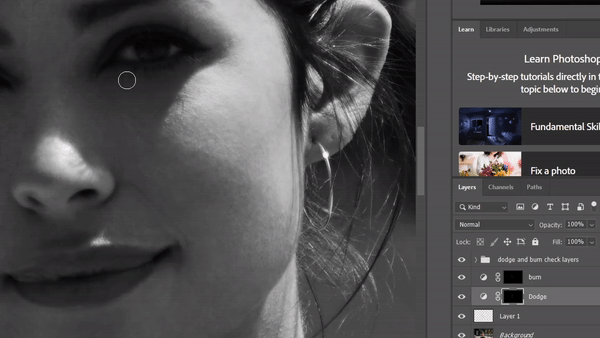 Learn Libraries Adjustments
Learn Photoshop
Step-by-step tutorials directly in
topic below to begin
Fundamental Skil
Fix a photo
Layers Channels Paths
Kind
Normal Opacity: 100%
Lock: Fill: 100%
dodge and burn check layers
burn
Dodge
Layer 1
Background